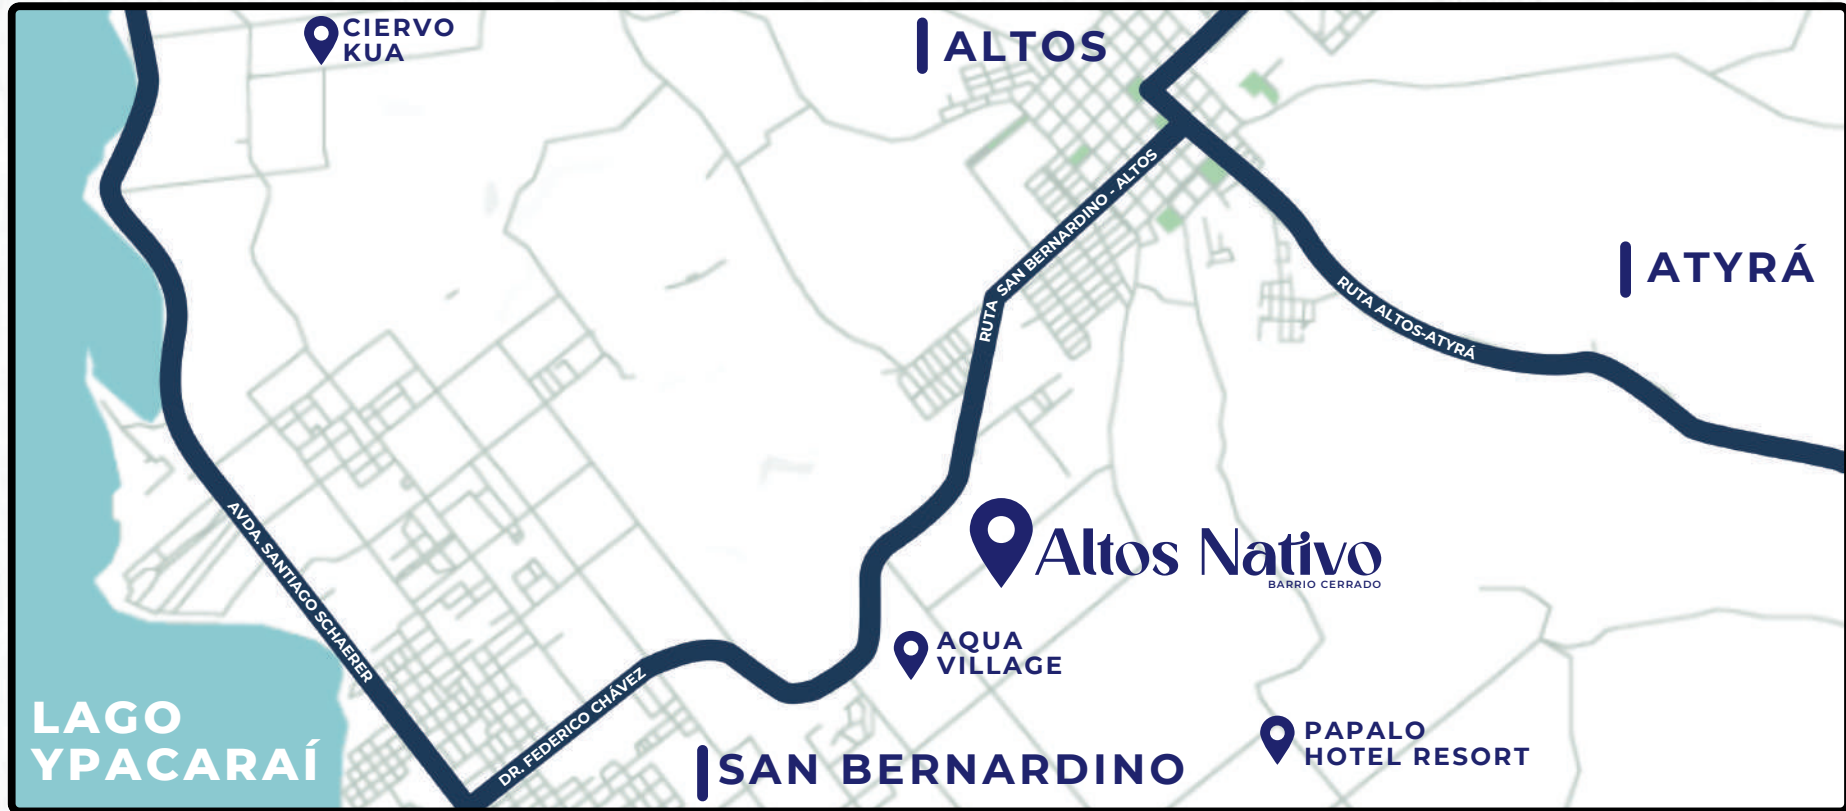 CIERVO
KUA
ALTOS
RUTA SAN BERNARDINO - ALTOS
ATYRÁ
RUTA ALTOS-ATYRÁ
AVDA. SANTIAGO SCHAERER
Altos Nativo
BARRIO CERRADO
AQUA
VILLAGE
DR. FEDERICO CHÁVEZ
LAGO
YPACARAÍ
SAN BERNARDINO
PAPALO
HOTEL RESORT